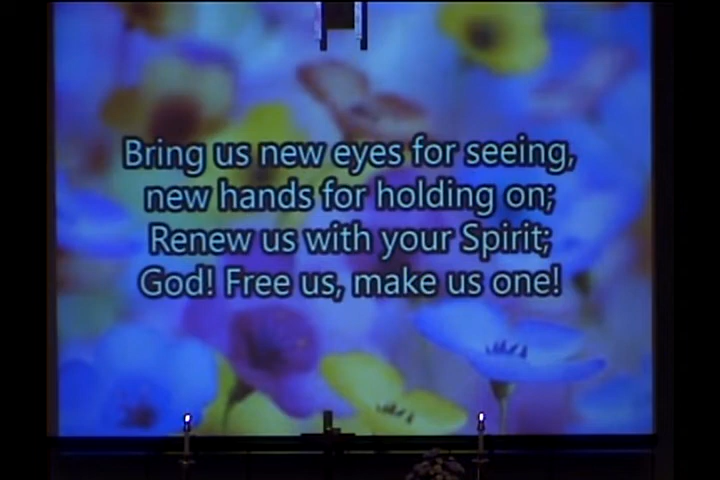 Bring us new eyes for seeing,
new hands for holding on;
Renew us with your Spirit;
God! Free us, make us one!